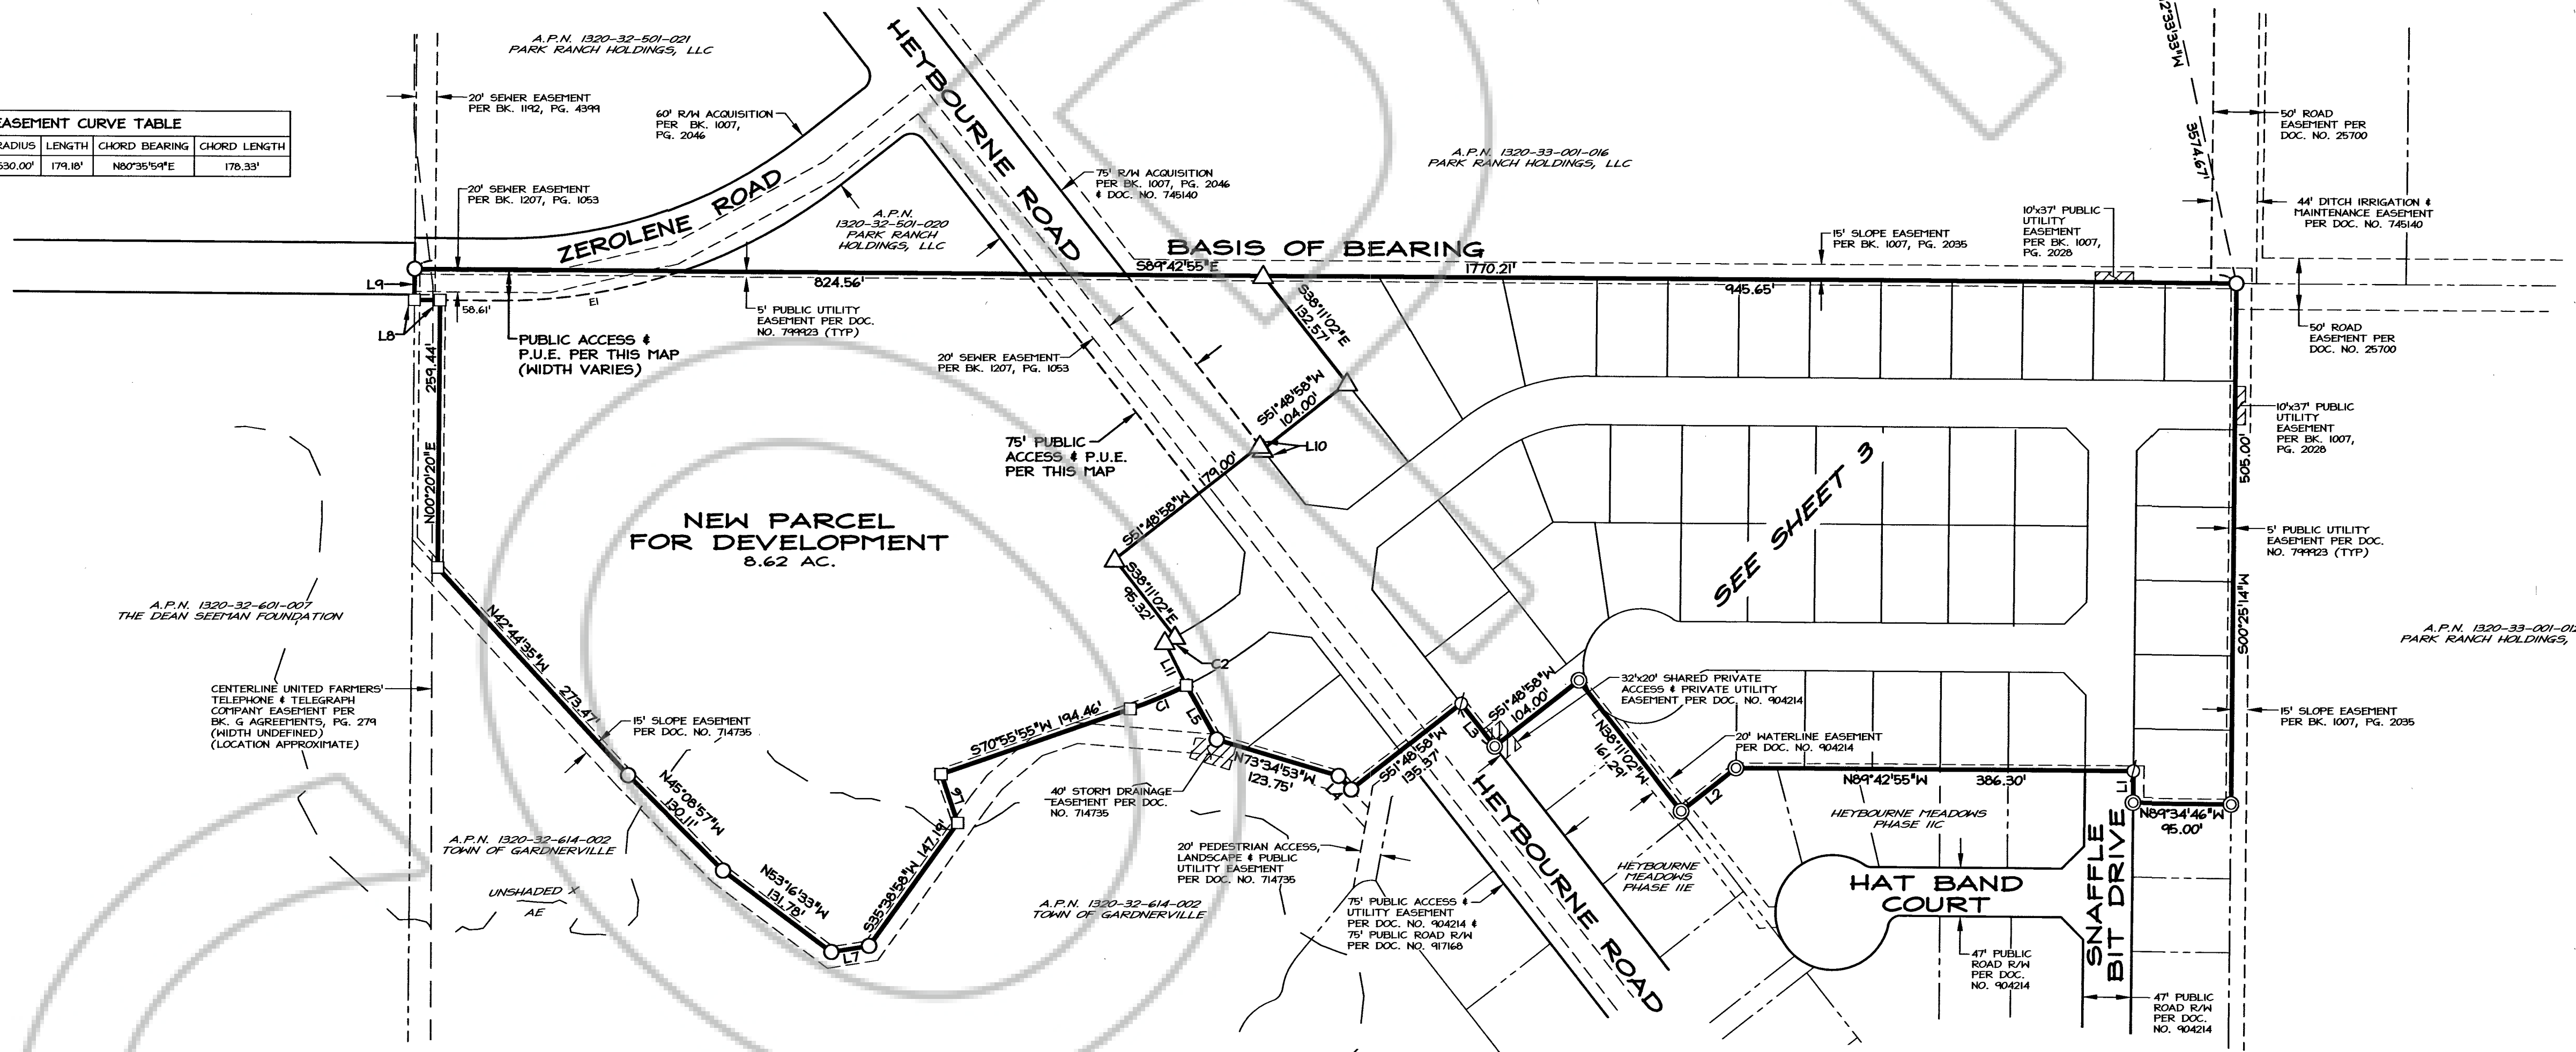 A.P.N. 1320-32-501-021
PARK RANCH HOLDINGS, LLC
EASEMENT CURVE TABLE
RADIUS LENGTH CHORD BEARING CHORD LENGTH
530.00' 179.18' N80°35'59"E 178.33'
20' SEWER EASEMENT
PER BK. 1192, PG. 4399
60' R/W ACQUISITION
PER BK. 1007,
PG. 2046
20' SEWER EASEMENT
PER BK. 1207, PG. 1053
ZEROLENE ROAD
A.P.N.
1320-32-501-020
PARK RANCH
HOLDINGS, LLC
HEYBOURNE ROAD
75' R/W ACQUISITION
PER BK. 1007, PG. 2046
& DOC. NO. 745140
A.P.N. 1320-33-001-016
PARK RANCH HOLDINGS, LLC
2°33'33"W
3574.67'
50' ROAD
EASEMENT PER
DOC. NO. 25700
44' DITCH IRRIGATION &
MAINTENANCE EASEMENT
PER DOC. NO. 745140
10'x37' PUBLIC
UTILITY
EASEMENT
PER BK. 1007,
PG. 2028
15' SLOPE EASEMENT
PER BK. 1007, PG. 2035
BASIS OF BEARING
S89°42'55"E
1770.21'
824.56'
945.65'
L9
L8
58.61'
E1
PUBLIC ACCESS &
P.U.E. PER THIS MAP
(WIDTH VARIES)
5' PUBLIC UTILITY
EASEMENT PER DOC.
NO. 799923 (TYP)
20' SEWER EASEMENT
PER BK. 1207, PG. 1053
S38°11'02"E
132.57'
S51°48'58"W
104.00'
L10
50' ROAD
EASEMENT PER
DOC. NO. 25700
10'x37' PUBLIC
UTILITY
EASEMENT
PER BK. 1007,
PG. 2028
259.44'
N00°20'20"E
75' PUBLIC
ACCESS & P.U.E.
PER THIS MAP
179.00'
S51°48'58"W
NEW PARCEL
FOR DEVELOPMENT
8.62 AC.
SEE SHEET 3
505.00'
S00°25'14"W
5' PUBLIC UTILITY
EASEMENT PER DOC.
NO. 799923 (TYP)
A.P.N. 1320-32-601-007
THE DEAN SEEMAN FOUNDATION
N42°44'35"W
273.47'
S38°11'02"E
95.32'
C2
L11
C1
L5
A.P.N. 1320-33-001-012
PARK RANCH HOLDINGS,
CENTERLINE UNITED FARMERS'
TELEPHONE & TELEGRAPH
COMPANY EASEMENT PER
BK. G AGREEMENTS, PG. 279
(WIDTH UNDEFINED)
(LOCATION APPROXIMATE)
15' SLOPE EASEMENT
PER DOC. NO. 714735
S70°55'55"W 194.46'
L6
N73°34'53"W
123.75'
L4
S51°48'58"W
135.37'
L3
S51°48'58"W
104.00'
32'x20' SHARED PRIVATE
ACCESS & PRIVATE UTILITY
EASEMENT PER DOC. NO. 904214
N38°11'02"W
161.29'
20' WATERLINE EASEMENT
PER DOC. NO. 904214
L2
N89°42'55"W 386.30'
L1
N89°34'46"W
95.00'
15' SLOPE EASEMENT
PER BK. 1007, PG. 2035
N45°08'57"W
130.11'
40' STORM DRAINAGE
EASEMENT PER DOC.
NO. 714735
HEYBOURNE MEADOWS
PHASE IIC
A.P.N. 1320-32-614-002
TOWN OF GARDNERVILLE
UNSHADED X
AE
N53°16'33"W
131.78'
L7
S35°38'58"W 147.19'
A.P.N. 1320-32-614-002
TOWN OF GARDNERVILLE
20' PEDESTRIAN ACCESS,
LANDSCAPE & PUBLIC
UTILITY EASEMENT
PER DOC. NO. 714735
75' PUBLIC ACCESS &
UTILITY EASEMENT
PER DOC. NO. 904214 &
75' PUBLIC ROAD R/W
PER DOC. NO. 917168
HEYBOURNE ROAD
HEYBOURNE
MEADOWS
PHASE IIE
HAT BAND
COURT
SNAFFLE
BIT DRIVE
47' PUBLIC
ROAD R/W
PER DOC.
NO. 904214
47' PUBLIC
ROAD R/W
PER DOC.
NO. 904214